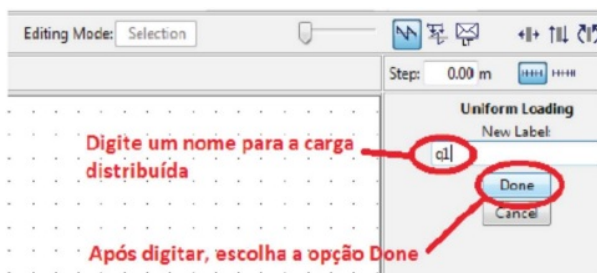 Editing Mode: Selection
Step: 0.00 m
Uniform Loading
New Label:
Digite um nome para a carga
distribuída
q1
Done
Cancel
Após digitar, escolha a opção Done